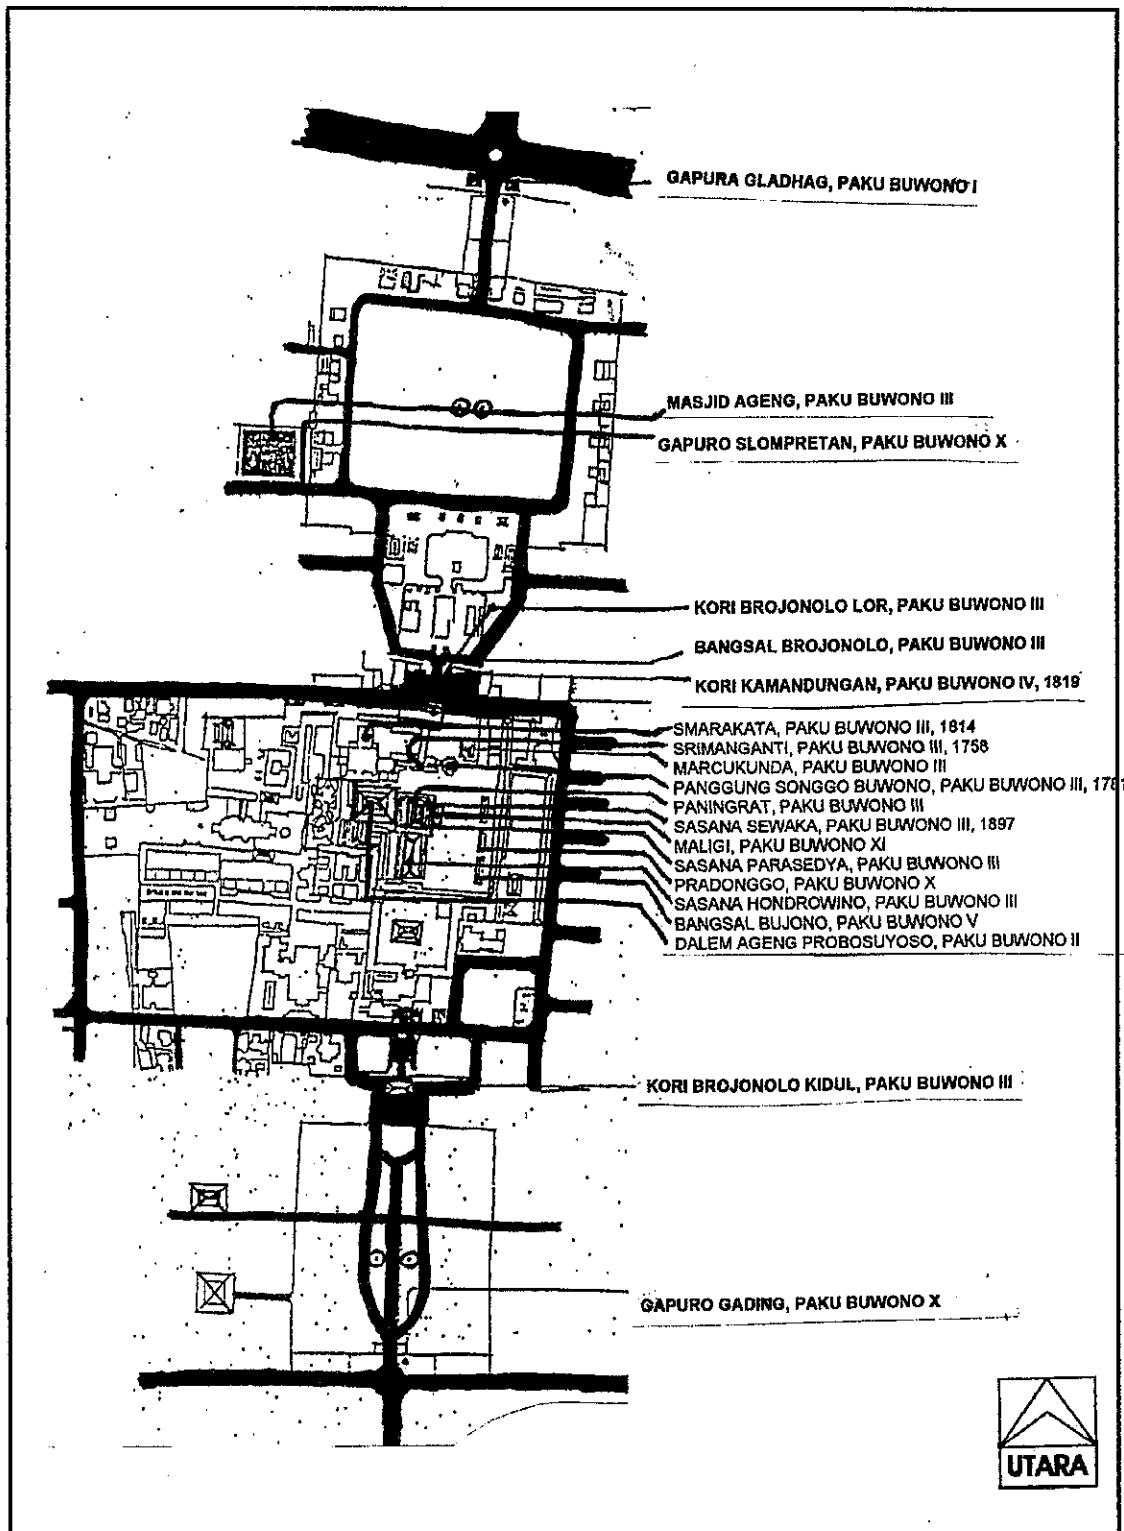 GAPURA GLADHAG, PAKU BUWONO I
MASJID AGENG, PAKU BUWONO III
GAPURO SLOMPRETAN, PAKU BUWONO X
KORI BROJONOLO LOR, PAKU BUWONO III
BANGSAL BROJONOLO, PAKU BUWONO III
KORI KAMANDUNGAN, PAKU BUWONO IV, 1819
SMARAKATA, PAKU BUWONO III, 1814
SRIMANGANTI, PAKU BUWONO III, 1758
MARCUKUNDA, PAKU BUWONO III
PANGGUNG SONGGO BUWONO, PAKU BUWONO III, 1781
PANINGRAT, PAKU BUWONO III
SASANA SEWAKA, PAKU BUWONO III, 1897
MALIGI, PAKU BUWONO XI
SASANA PARASEDYA, PAKU BUWONO III
PRADONGGO, PAKU BUWONO X
SASANA HONDROWINO, PAKU BUWONO III
BANGSAL BUJONO, PAKU BUWONO V
DALEM AGENG PROBOSUYOSO, PAKU BUWONO II
KORI BROJONOLO KIDUL, PAKU BUWONO III
GAPURO GADING, PAKU BUWONO X
UTARA